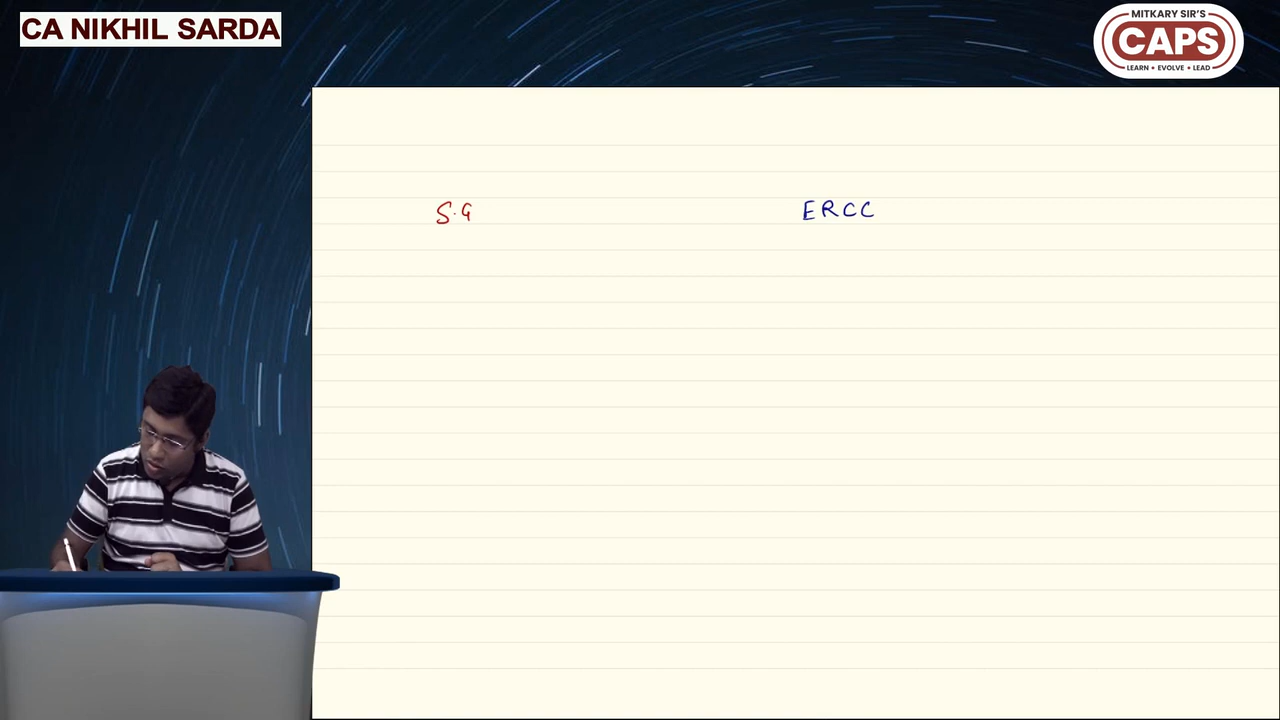 CA NIKHIL SARDA
MITKARY SIR'S
CAPS
LEARN • EVOLVE • LEAD
S.G ERCC